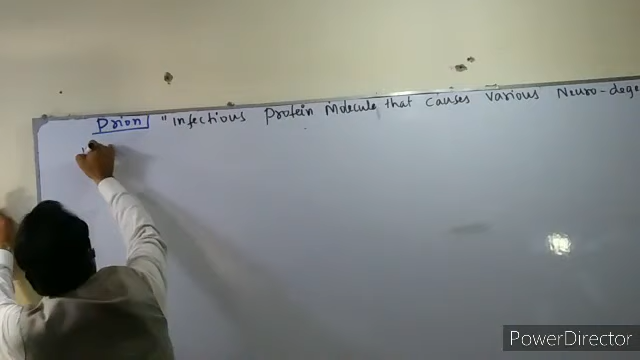 Prion "Infectious Protein Molecule that causes various Neuro-dege
PowerDirector